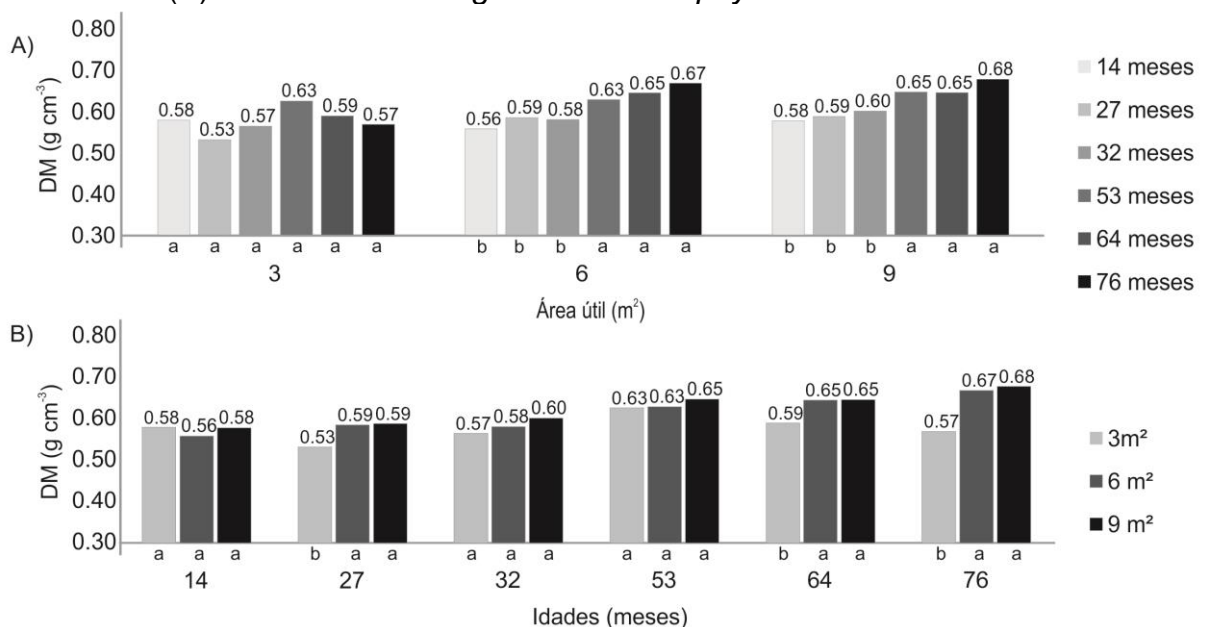 A)
0.80
0.70
0.60
0.50
0.40
0.30
DM (g cm⁻³)
0.58 0.53 0.57 0.63 0.59 0.57
0.56 0.59 0.58 0.63 0.65 0.67
0.58 0.59 0.60 0.65 0.65 0.68
a a a a a a
b b b a a a
b b b a a a
3 6 9
Área útil (m²)
14 meses
27 meses
32 meses
53 meses
64 meses
76 meses
B)
0.80
0.70
0.60
0.50
0.40
0.30
DM (g cm⁻³)
0.58 0.56 0.58
0.53 0.59 0.59
0.57 0.58 0.60
0.63 0.63 0.65
0.59 0.65 0.65
0.57 0.67 0.68
a a a
b a a
a a a
a a a
b a a
b a a
14 27 32 53 64 76
Idades (meses)
3m²
6 m²
9 m²